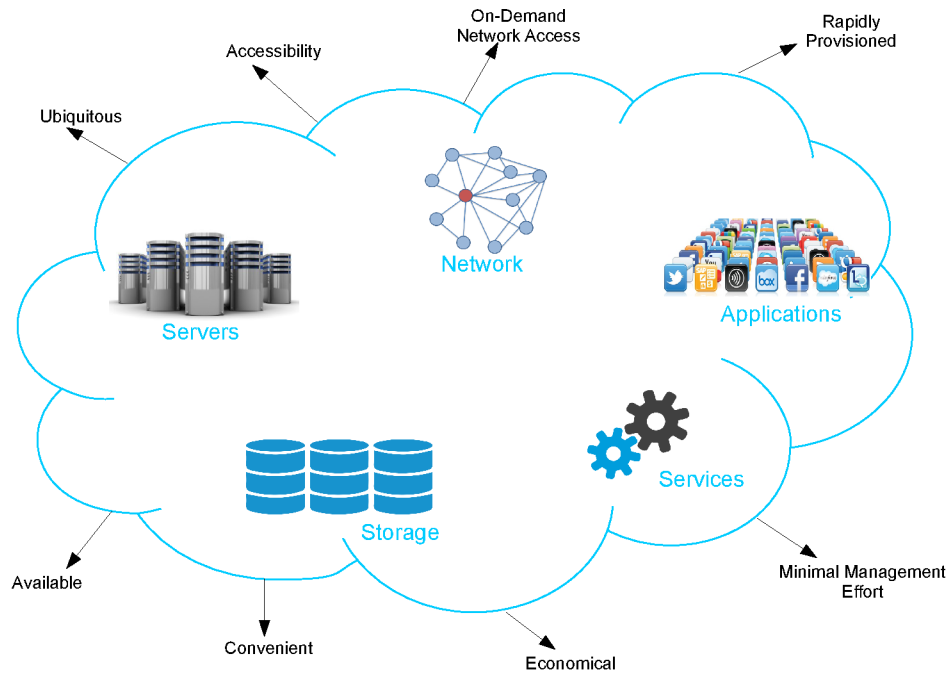 On-Demand
Network Access
Rapidly
Provisioned
Accessibility
Ubiquitous
Network
Servers
Applications
box
Services
Storage
Available
Minimal Management
Effort
Convenient
Economical